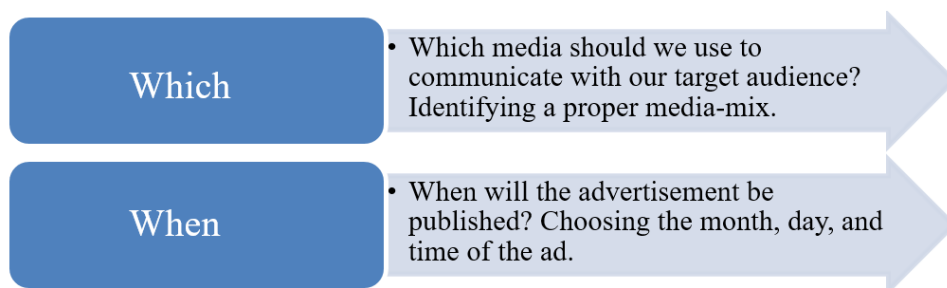 Which
• Which media should we use to
communicate with our target audience?
Identifying a proper media-mix.
When
• When will the advertisement be
published? Choosing the month, day, and
time of the ad.